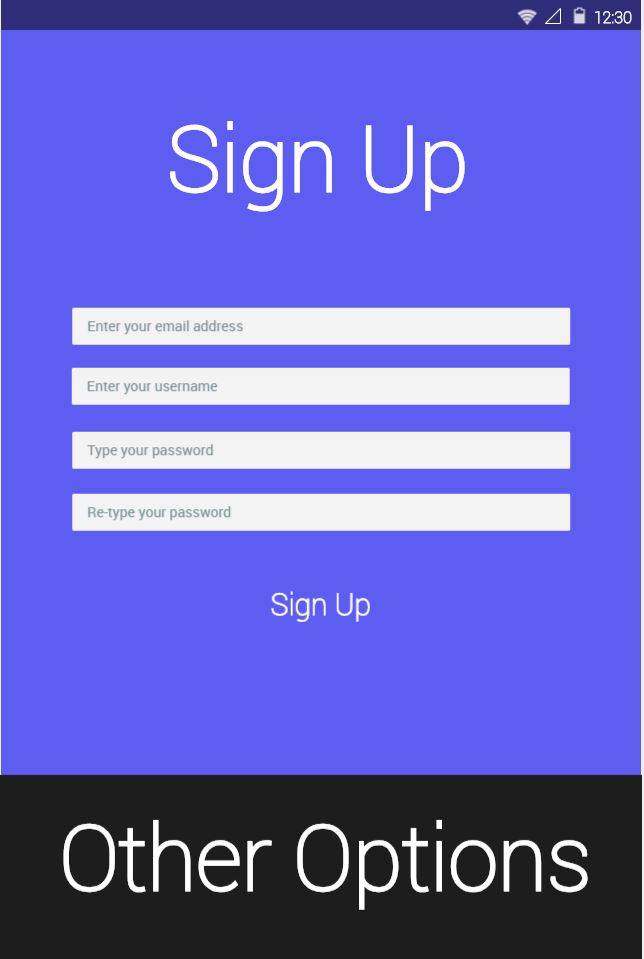 12:30
Sign Up
Enter your email address
Enter your username
Type your password
Re-type your password
Sign Up
Other Options